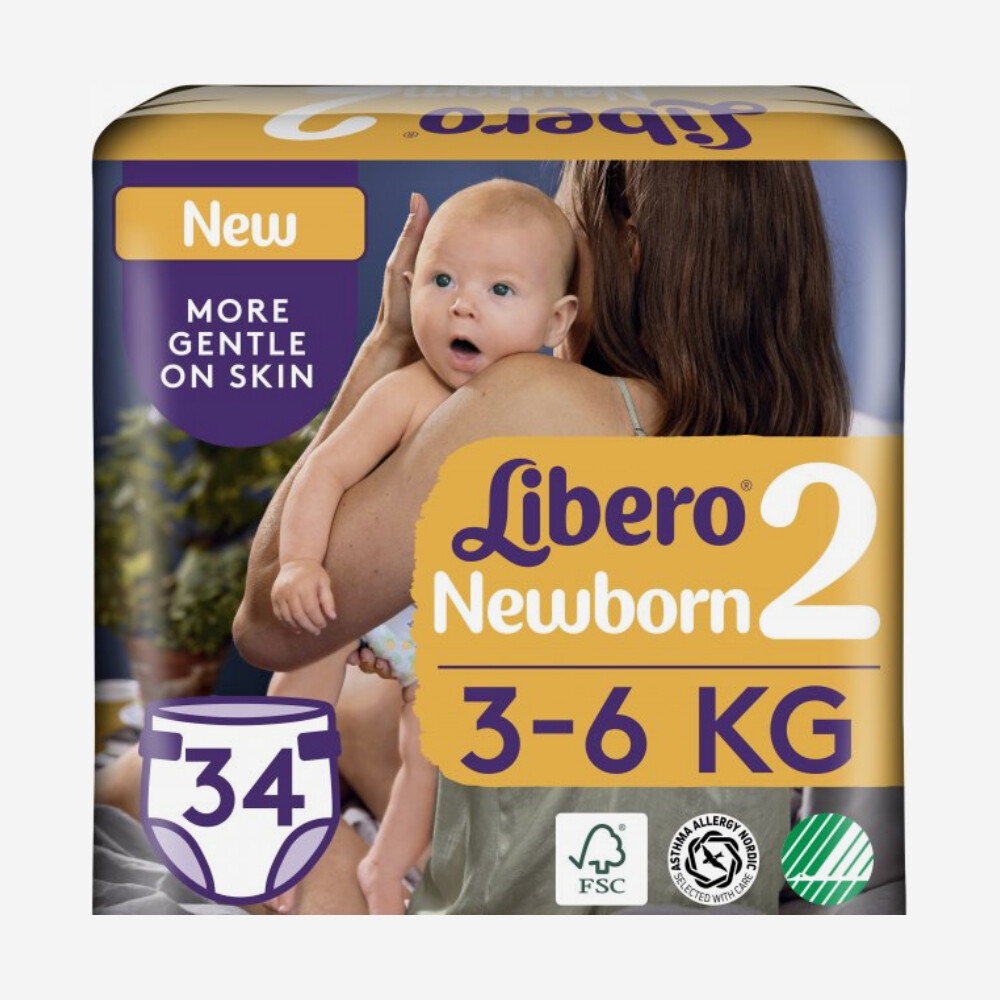 Libero® Newborn 2
New
MORE
GENTLE
ON SKIN
Libero® 2
Newborn
3-6 KG
34
®
FSC
ASTHMA ALLERGY NORDIC
SELECTED WITH CARE